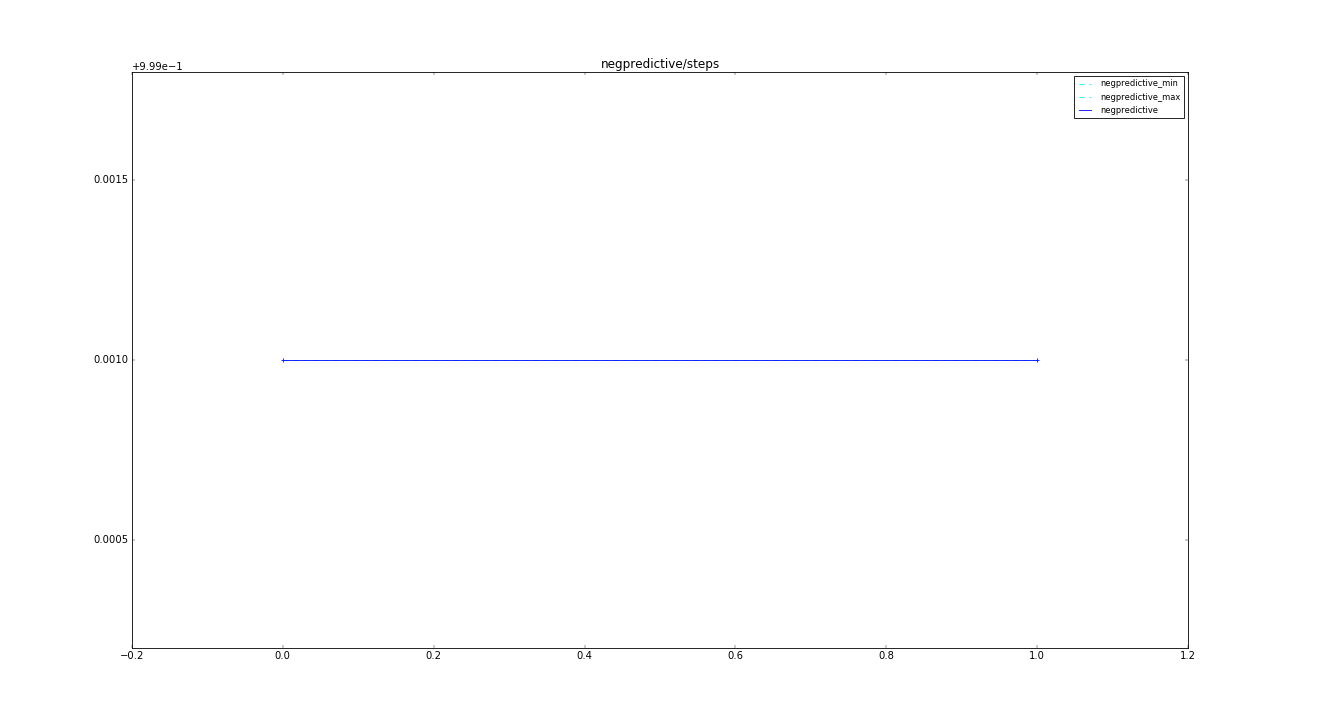 +9.99e−1
negpredictive/steps
negpredictive_min
negpredictive_max
negpredictive
0.0015
0.0010
0.0005
−0.2 0.0 0.2 0.4 0.6 0.8 1.0 1.2